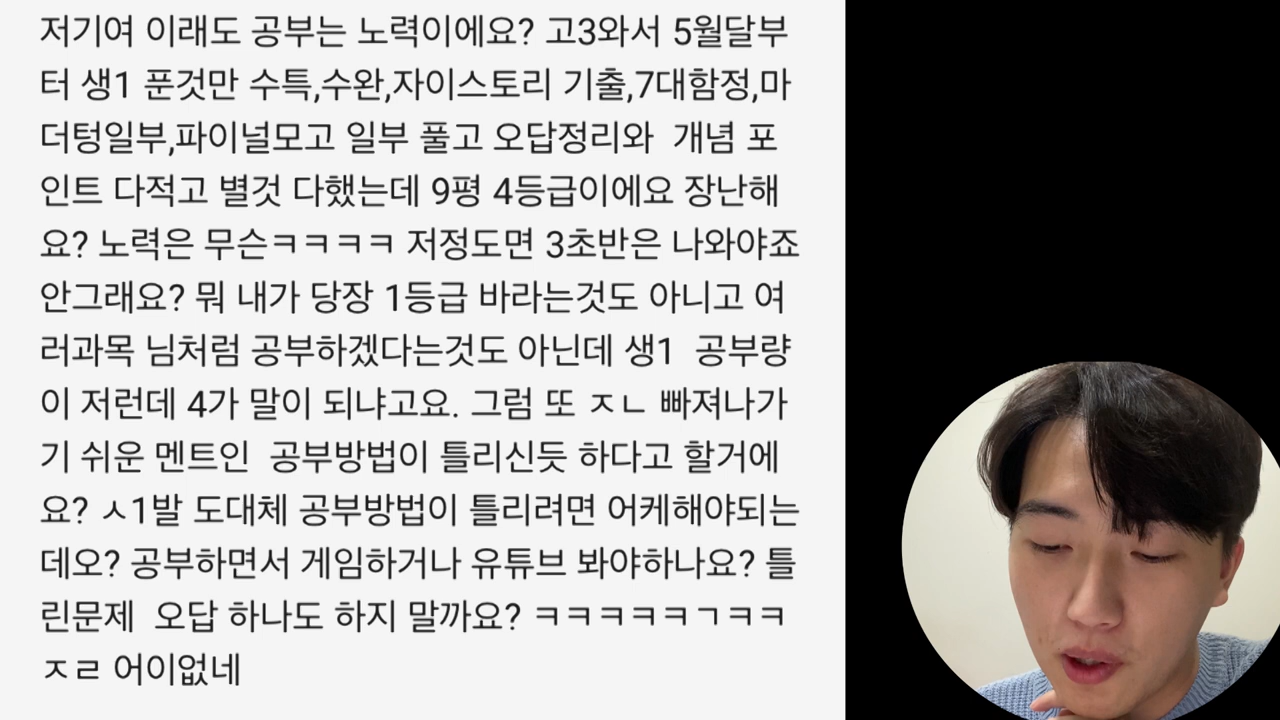 저기여 이래도 공부는 노력이에요? 고3와서 5월달부
터 생1 푼것만 수특,수완,자이스토리 기출,7대함정,마
더텅일부,파이널모고 일부 풀고 오답정리와 개념 포
인트 다적고 별것 다했는데 9평 4등급이에요 장난해
요? 노력은 무슨ㅋㅋㅋㅋ 저정도면 3초반은 나와야죠
안그래요? 뭐 내가 당장 1등급 바라는것도 아니고 여
러과목 님처럼 공부하겠다는것도 아닌데 생1 공부량
이 저런데 4가 말이 되냐고요. 그럼 또 ㅈㄴ 빠져나가
기 쉬운 멘트인 공부방법이 틀리신듯 하다고 할거에
요? ㅅ1발 도대체 공부방법이 틀리려면 어케해야되는
데오? 공부하면서 게임하거나 유튜브 봐야하나요? 틀
린문제 오답 하나도 하지 말까요? ㅋㅋㅋㅋㅋㄱㅋㅋ
ㅈㄹ 어이없네